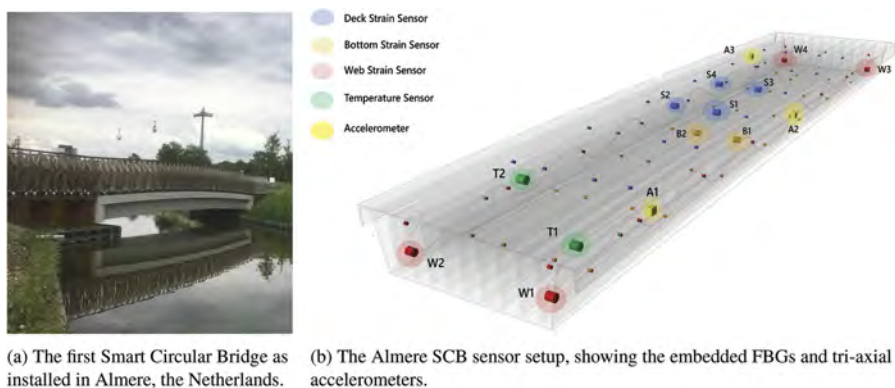 Deck Strain Sensor
Bottom Strain Sensor
Web Strain Sensor
Temperature Sensor
Accelerometer
A3
W4
W3
S4
S3
S2
S1
A2
B2
B1
T2
A1
T1
W2
W1
(a) The first Smart Circular Bridge as
installed in Almere, the Netherlands.
(b) The Almere SCB sensor setup, showing the embedded FBGs and tri-axial
accelerometers.